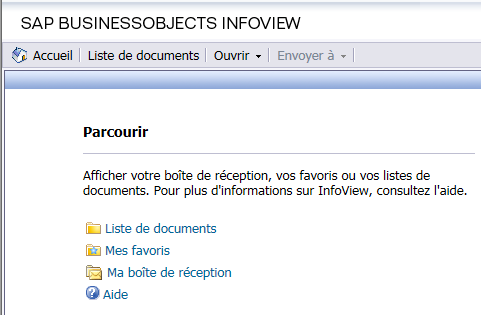 SAP BUSINESSOBJECTS INFOVIEW
Accueil | Liste de documents | Ouvrir | Envoyer à |
Parcourir
Afficher votre boîte de réception, vos favoris ou vos listes de
documents. Pour plus d'informations sur InfoView, consultez l'aide.
Liste de documents
Mes favoris
Ma boîte de réception
Aide